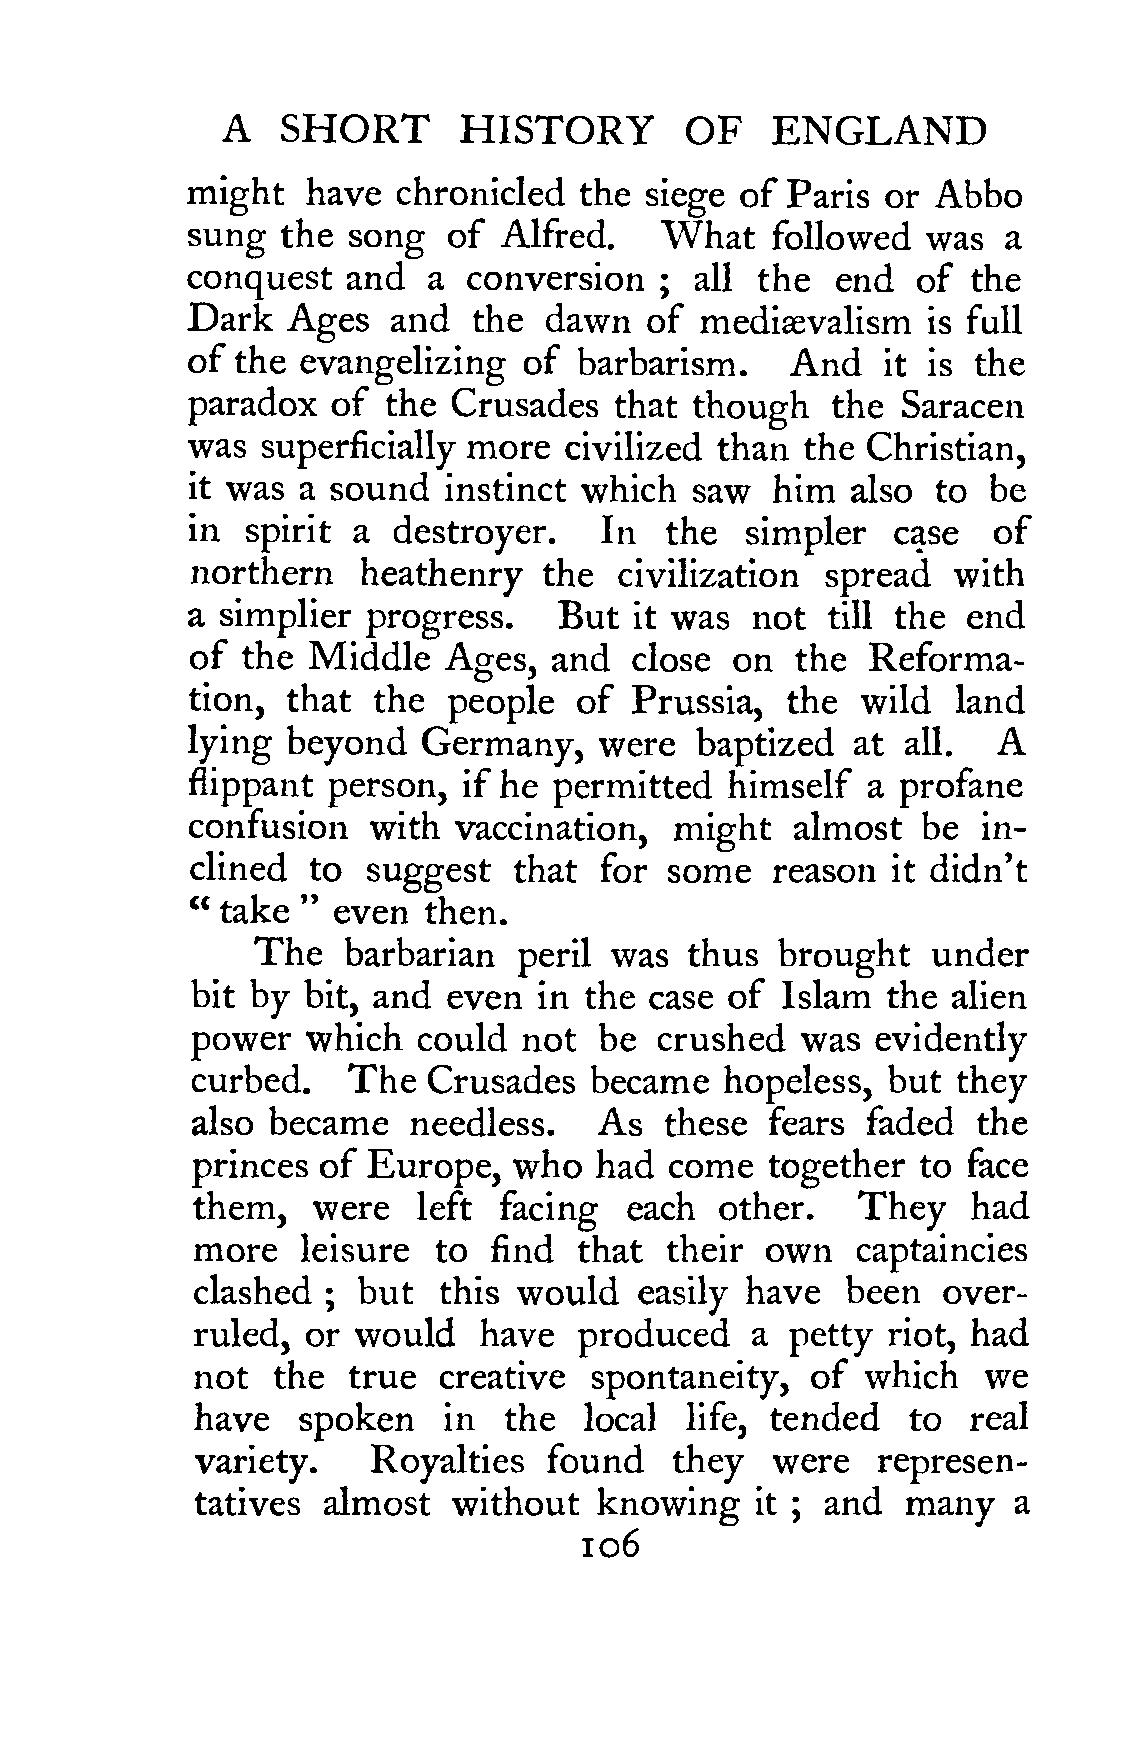 A SHORT HISTORY OF ENGLAND
might have chronicled the siege of Paris or Abbo
sung the song of Alfred. What followed was a
conquest and a conversion ; all the end of the
Dark Ages and the dawn of mediævalism is full
of the evangelizing of barbarism. And it is the
paradox of the Crusades that though the Saracen
was superficially more civilized than the Christian,
it was a sound instinct which saw him also to be
in spirit a destroyer. In the simpler case of
northern heathenry the civilization spread with
a simplier progress. But it was not till the end
of the Middle Ages, and close on the Reforma-
tion, that the people of Prussia, the wild land
lying beyond Germany, were baptized at all. A
flippant person, if he permitted himself a profane
confusion with vaccination, might almost be in-
clined to suggest that for some reason it didn't
“ take ” even then.
The barbarian peril was thus brought under
bit by bit, and even in the case of Islam the alien
power which could not be crushed was evidently
curbed. The Crusades became hopeless, but they
also became needless. As these fears faded the
princes of Europe, who had come together to face
them, were left facing each other. They had
more leisure to find that their own captaincies
clashed ; but this would easily have been over-
ruled, or would have produced a petty riot, had
not the true creative spontaneity, of which we
have spoken in the local life, tended to real
variety. Royalties found they were represen-
tatives almost without knowing it ; and many a
106